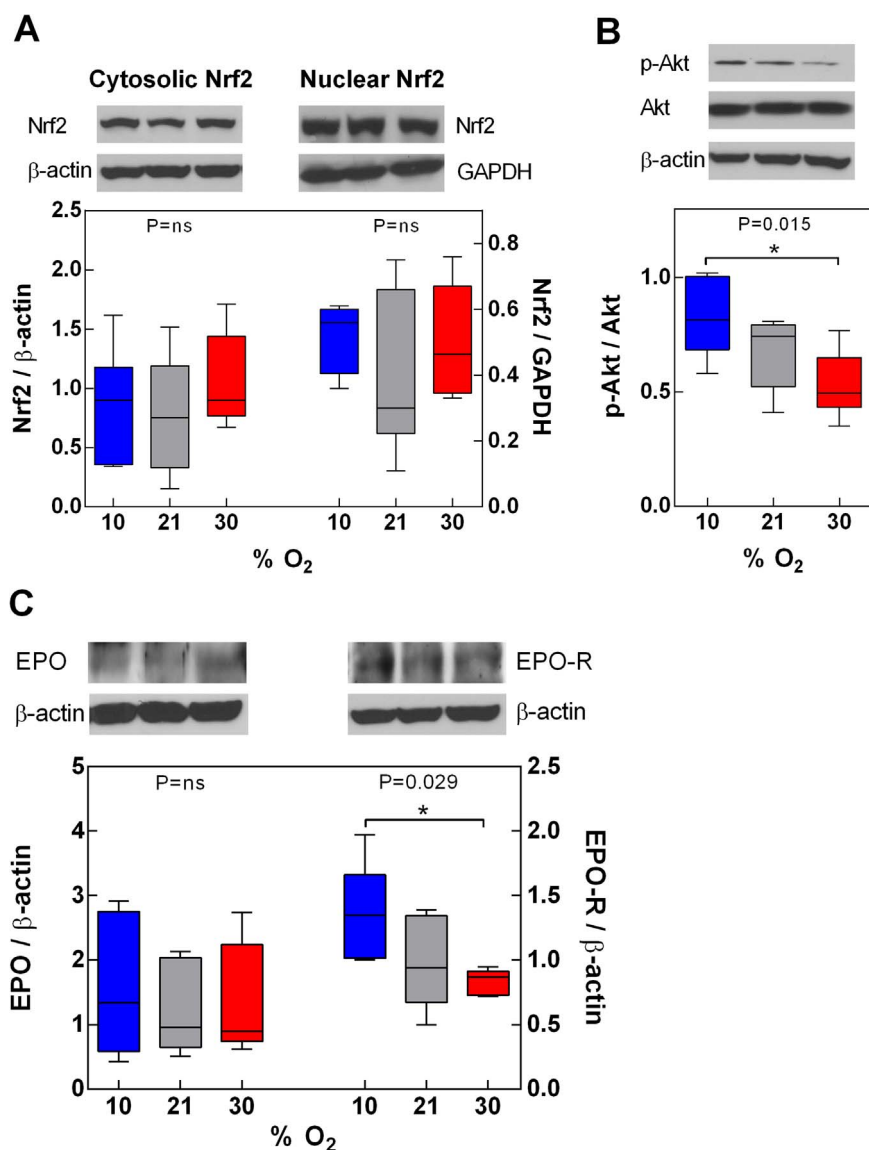 A
Cytosolic Nrf2 Nuclear Nrf2
Nrf2 Nrf2
β-actin GAPDH
P=ns P=ns
2.5
2.0
1.5
1.0
0.5
0.0
Nrf2 / β-actin
0.8
0.6
0.4
0.2
0.0
Nrf2 / GAPDH
10 21 30 10 21 30
% O₂
B
p-Akt
Akt
β-actin
P=0.015
*
1.0
0.5
0.0
p-Akt / Akt
10 21 30
% O₂
C
EPO EPO-R
β-actin β-actin
P=ns P=0.029
*
5
4
3
2
1
0
EPO / β-actin
2.5
2.0
1.5
1.0
0.5
0.0
EPO-R / β-actin
10 21 30 10 21 30
% O₂